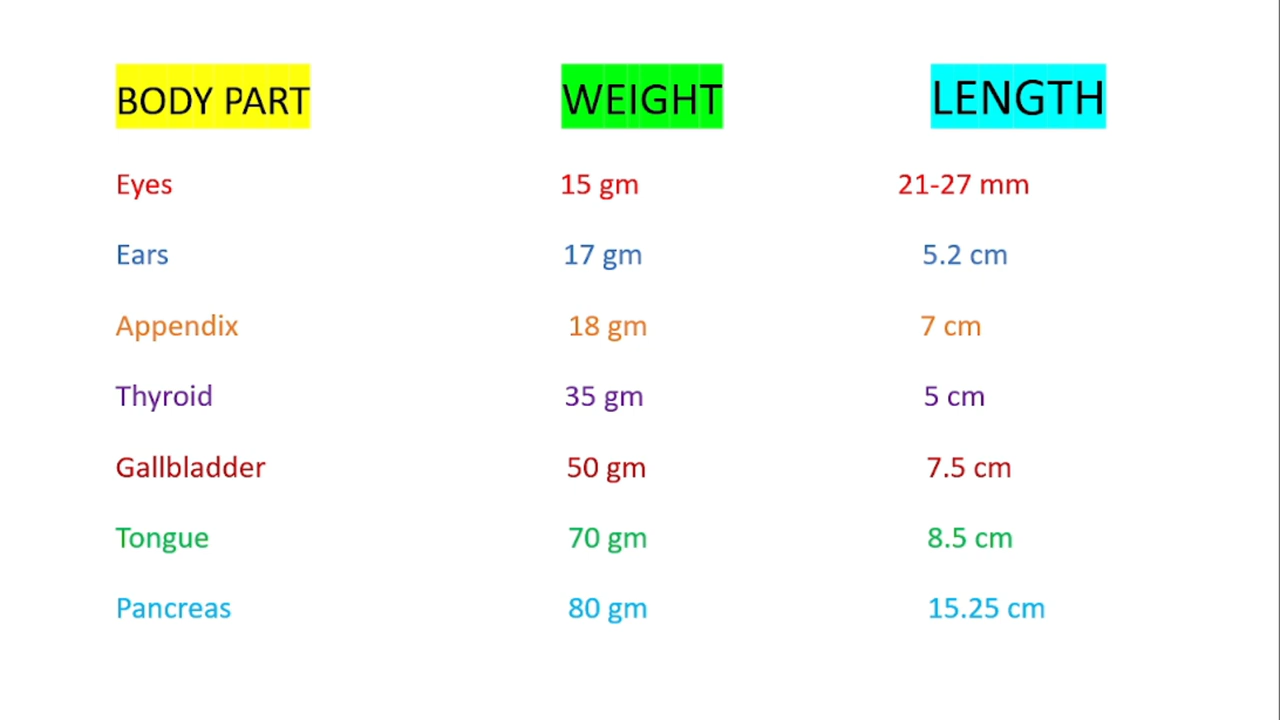 BODY PART WEIGHT LENGTH
Eyes 15 gm 21-27 mm
Ears 17 gm 5.2 cm
Appendix 18 gm 7 cm
Thyroid 35 gm 5 cm
Gallbladder 50 gm 7.5 cm
Tongue 70 gm 8.5 cm
Pancreas 80 gm 15.25 cm